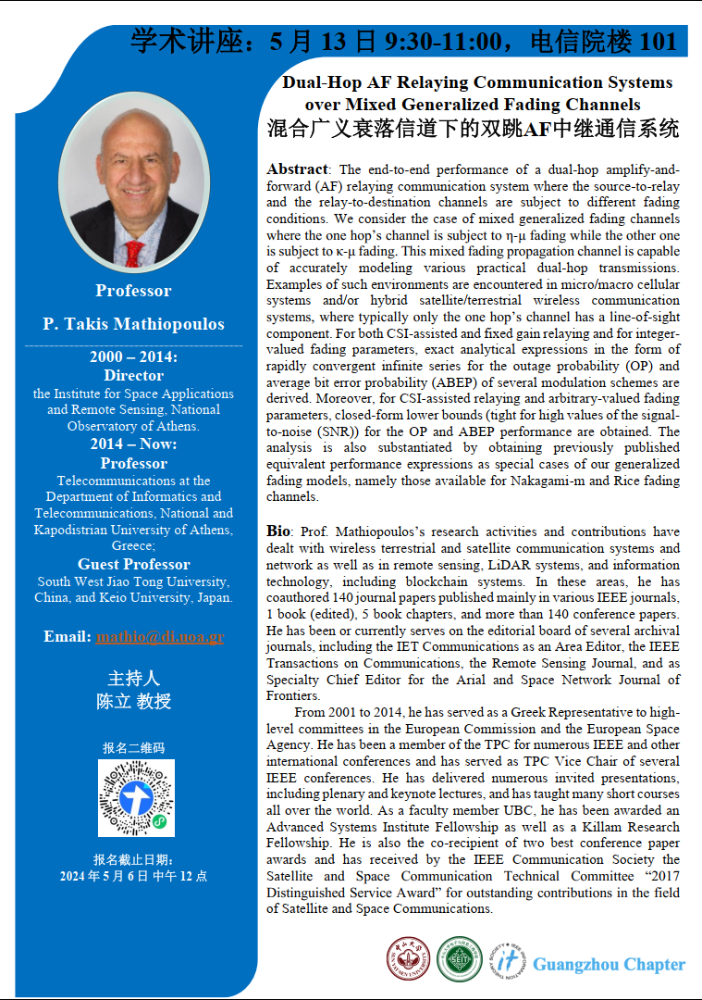 学术讲座：5 月 13 日 9:30-11:00，电信院楼 101
Professor
P. Takis Mathiopoulos
2000 – 2014:
Director
the Institute for Space Applications
and Remote Sensing, National
Observatory of Athens.
2014 – Now:
Professor
Telecommunications at the
Department of Informatics and
Telecommunications, National and
Kapodistrian University of Athens,
Greece;
Guest Professor
South West Jiao Tong University,
China, and Keio University, Japan.
Email: mathio@di.uoa.gr
主持人
陈立 教授
报名二维码
报名截止日期：
2024 年 5 月 6 日 中午 12 点
Dual-Hop AF Relaying Communication Systems
over Mixed Generalized Fading Channels
混合广义衰落信道下的双跳AF中继通信系统
Abstract: The end-to-end performance of a dual-hop amplify-and-
forward (AF) relaying communication system where the source-to-relay
and the relay-to-destination channels are subject to different fading
conditions. We consider the case of mixed generalized fading channels
where the one hop’s channel is subject to η-μ fading while the other one
is subject to κ-μ fading. This mixed fading propagation channel is capable
of accurately modeling various practical dual-hop transmissions.
Examples of such environments are encountered in micro/macro cellular
systems and/or hybrid satellite/terrestrial wireless communication
systems, where typically only the one hop’s channel has a line-of-sight
component. For both CSI-assisted and fixed gain relaying and for integer-
valued fading parameters, exact analytical expressions in the form of
rapidly convergent infinite series for the outage probability (OP) and
average bit error probability (ABEP) of several modulation schemes are
derived. Moreover, for CSI-assisted relaying and arbitrary-valued fading
parameters, closed-form lower bounds (tight for high values of the signal-
to-noise (SNR)) for the OP and ABEP performance are obtained. The
analysis is also substantiated by obtaining previously published
equivalent performance expressions as special cases of our generalized
fading models, namely those available for Nakagami-m and Rice fading
channels.
Bio: Prof. Mathiopoulos’s research activities and contributions have
dealt with wireless terrestrial and satellite communication systems and
network as well as in remote sensing, LiDAR systems, and information
technology, including blockchain systems. In these areas, he has
coauthored 140 journal papers published mainly in various IEEE journals,
1 book (edited), 5 book chapters, and more than 140 conference papers.
He has been or currently serves on the editorial board of several archival
journals, including the IET Communications as an Area Editor, the IEEE
Transactions on Communications, the Remote Sensing Journal, and as
Specialty Chief Editor for the Arial and Space Network Journal of
Frontiers.
From 2001 to 2014, he has served as a Greek Representative to high-
level committees in the European Commission and the European Space
Agency. He has been a member of the TPC for numerous IEEE and other
international conferences and has served as TPC Vice Chair of several
IEEE conferences. He has delivered numerous invited presentations,
including plenary and keynote lectures, and has taught many short courses
all over the world. As a faculty member UBC, he has been awarded an
Advanced Systems Institute Fellowship as well as a Killam Research
Fellowship. He is also the co-recipient of two best conference paper
awards and has received by the IEEE Communication Society the
Satellite and Space Communication Technical Committee “2017
Distinguished Service Award” for outstanding contributions in the field
of Satellite and Space Communications.
SEIT
it
Guangzhou Chapter